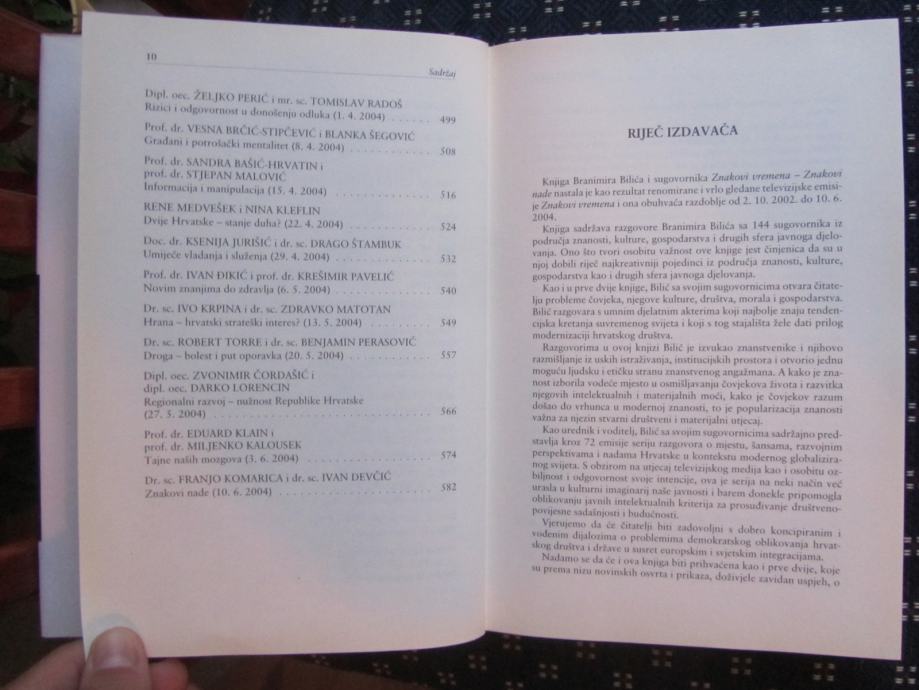 10
Sadržaj
Dipl. oec. ŽELJKO PERIĆ i mr. sc. TOMISLAV RADOŠ
Rizici i odgovornost u donošenju odluka (1. 4. 2004) . . . . . . . . . 499
Prof. dr. VESNA BRČIĆ-STIPČEVIĆ i BLANKA ŠEGOVIĆ
Građani i potrošački mentalitet (8. 4. 2004) . . . . . . . . . . . 508
Prof. dr. SANDRA BAŠIĆ-HRVATIN i
prof. dr. STJEPAN MALOVIĆ
Informacija i manipulacija (15. 4. 2004) . . . . . . . . . . . . 516
RENE MEDVEŠEK i NINA KLEFLIN
Dvije Hrvatske – stanje duha? (22. 4. 2004) . . . . . . . . . . . 524
Doc. dr. KSENIJA JURIŠIĆ i dr. sc. DRAGO ŠTAMBUK
Umijeće vladanja i služenja (29. 4. 2004) . . . . . . . . . . . . 532
Prof. dr. IVAN ĐIKIĆ i prof. dr. KREŠIMIR PAVELIĆ
Novim znanjima do zdravlja (6. 5. 2004) . . . . . . . . . . . . 540
Dr. sc. IVO KRPINA i dr. sc. ZDRAVKO MATOTAN
Hrana – hrvatski strateški interes? (13. 5. 2004) . . . . . . . . . 549
Dr. sc. ROBERT TORRE i dr. sc. BENJAMIN PERASOVIĆ
Droga – bolest i put oporavka (20. 5. 2004) . . . . . . . . . . . 557
Dipl. oec. ZVONIMIR ČORDAŠIĆ i
dipl. oec. DARKO LORENCIN
Regionalni razvoj – nužnost Republike Hrvatske
(27. 5. 2004) . . . . . . . . . . . . . . . . . . . . . . . . 566
Prof. dr. EDUARD KLAIN i
prof. dr. MILJENKO KALOUSEK
Tajne naših mozgova (3. 6. 2004) . . . . . . . . . . . . . . . 574
Dr. sc. FRANJO KOMARICA i dr. sc. IVAN DEVČIĆ
Znakovi nade (10. 6. 2004) . . . . . . . . . . . . . . . . . . 582
RIJEČ IZDAVAČA
Knjiga Branimira Bilića i sugovornika Znakovi vremena – Znakovi
nade nastala je kao rezultat renomirane i vrlo gledane televizijske emisi-
je Znakovi vremena i ona obuhvaća razdoblje od 2. 10. 2002. do 10. 6.
2004.
Knjiga sadržava razgovore Branimira Bilića sa 144 sugovornika iz
područja znanosti, kulture, gospodarstva i drugih sfera javnoga djelo-
vanja. Ono što tvori osobitu važnost ove knjige jest činjenica da su u
njoj dobili riječ najkreativniji pojedinci iz područja znanosti, kulture,
gospodarstva kao i drugih sfera javnog djelovanja.
Kao i u prve dvije knjige, Bilić sa svojim sugovornicima otvara čitate-
lju probleme čovjeka, njegove kulture, društva, morala i gospodarstva.
Bilić razgovara s umnim djelatnim akterima koji najbolje znaju tenden-
cijska kretanja suvremenog svijeta i koji s tog stajališta žele dati prilog
modernizaciji hrvatskog društva.
Razgovorima u ovoj knjizi Bilić je izvukao znanstvenike i njihovo
razmišljanje iz uskih istraživanja, institucijskih prostora i otvorio jednu
moguću ljudsku i etičku stranu znanstvenog angažmana. A kako je zna-
nost izborila vodeće mjesto u osmišljavanju čovjekova života i razvitka
njegovih intelektualnih i materijalnih moći, kako je čovjekov razum
došao do vrhunca u modernoj znanosti, to je popularizacija znanosti
važna za njezin stvarni društveni i materijalni utjecaj.
Kao urednik i voditelj, Bilić sa svojim sugovornicima sadržajno pred-
stavlja kroz 72 emisije seriju razgovora o mjestu, šansama, razvojnim
perspektivama i nadama Hrvatske u kontekstu modernog globalizira-
nog svijeta. S obzirom na utjecaj televizijskog medija kao i osobitu oz-
biljnost i odgovornost svoje intencije, ova je serija na neki način već
urasla u kulturni imaginarij naše javnosti i barem donekle pripomogla
oblikovanju javnih intelektualnih kriterija za prosuđivanje društveno-
povijesne sadašnjosti i budućnosti.
Vjerujemo da će čitatelji biti zadovoljni s dobro koncipiranim i
vođenim dijalozima o problemima demokratskog oblikovanja hrvat-
skog društva i države u susret europskim i svjetskim integracijama.
Nadamo se da će i ova knjiga biti prihvaćena kao i prve dvije, koje
su prema nizu novinskih osvrta i prikaza, doživjele zavidan uspjeh, o